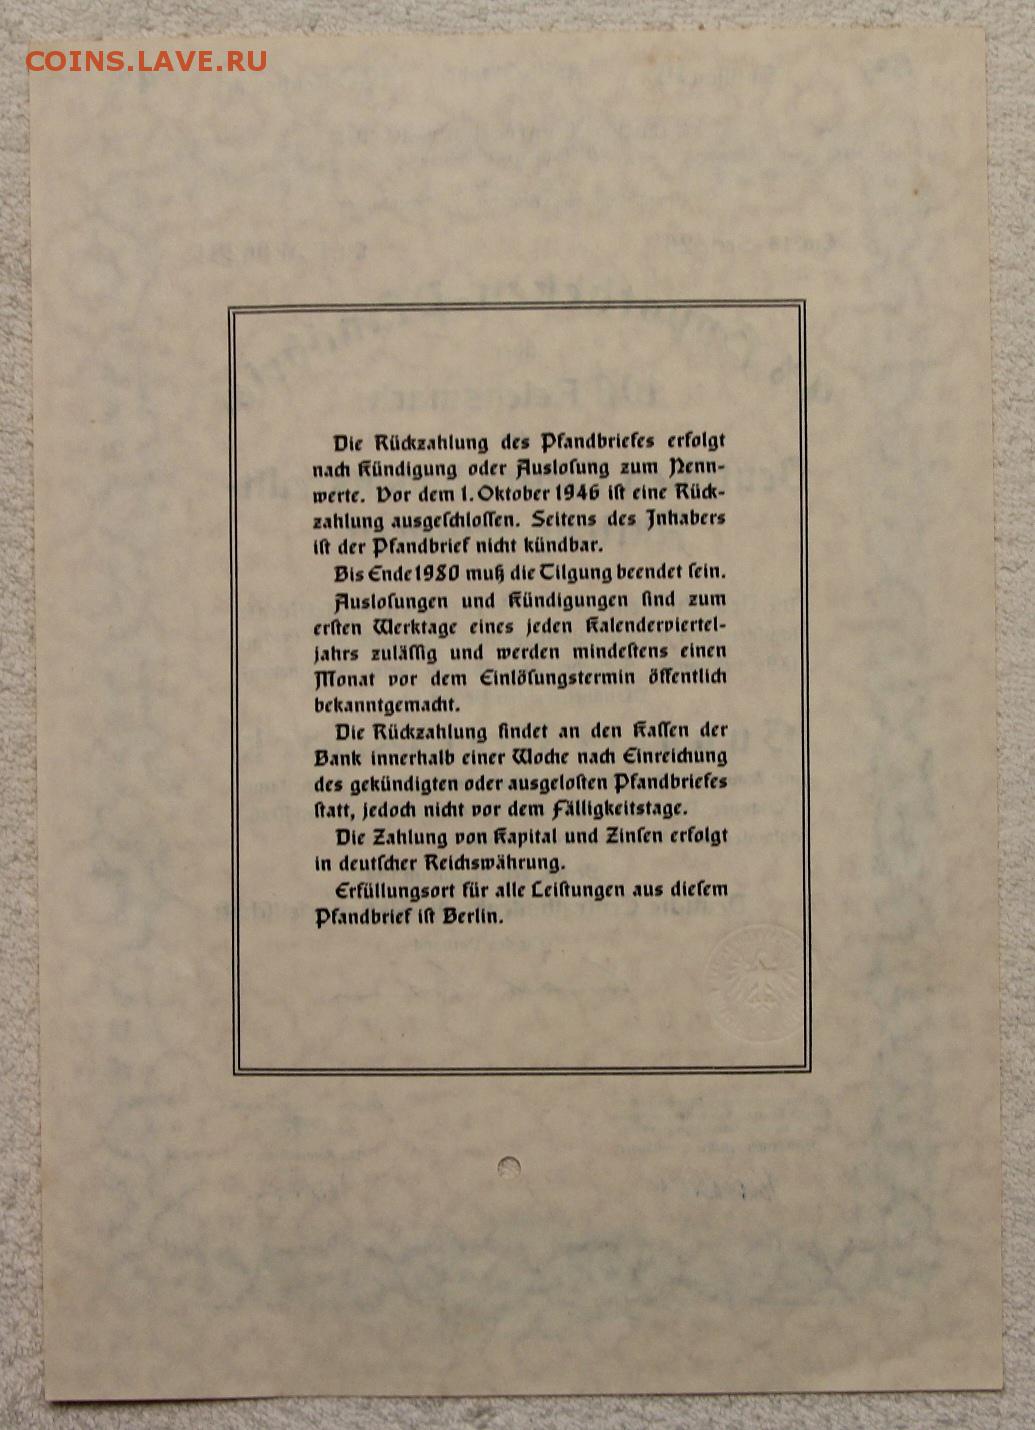 COINS.LAVE.RU
Die Rückzahlung des Pfandbriefes erfolgt
nach Kündigung oder Ausloſung zum Nenn-
werte. Vor dem 1. Oktober 1946 iſt eine Rück-
zahlung ausgeſchloſſen. Seitens des Inhabers
iſt der Pfandbrief nicht kündbar.
Bis Ende 1980 muß die Tilgung beendet ſein.
Ausloſungen und Kündigungen ſind zum
erſten Werktage eines jeden Kalenderviertel-
jahrs zuläſſig und werden mindeſtens einen
Monat vor dem Einlöſungstermin öffentlich
bekanntgemacht.
Die Rückzahlung findet an den Kaſſen der
Bank innerhalb einer Woche nach Einreichung
des gekündigten oder ausgeloſten Pfandbriefes
ſtatt, jedoch nicht vor dem Fälligkeitstage.
Die Zahlung von Kapital und Zinſen erfolgt
in deutſcher Reichswährung.
Erfüllungsort für alle Leiſtungen aus dieſem
Pfandbrief iſt Berlin.